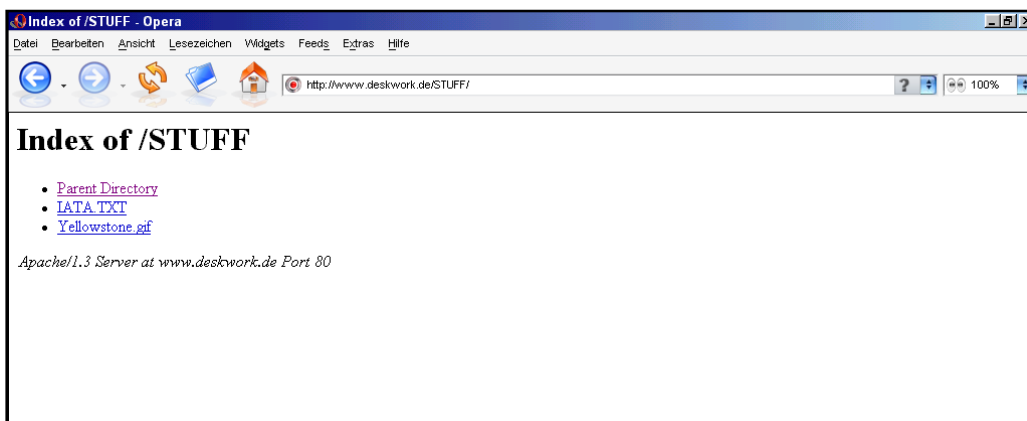 Index of /STUFF - Opera
Datei Bearbeiten Ansicht Lesezeichen Widgets Feeds Extras Hilfe
http://www.deskwork.de/STUFF/ ? 100%
Index of /STUFF
Parent Directory
IATA.TXT
Yellowstone.gif
Apache/1.3 Server at www.deskwork.de Port 80